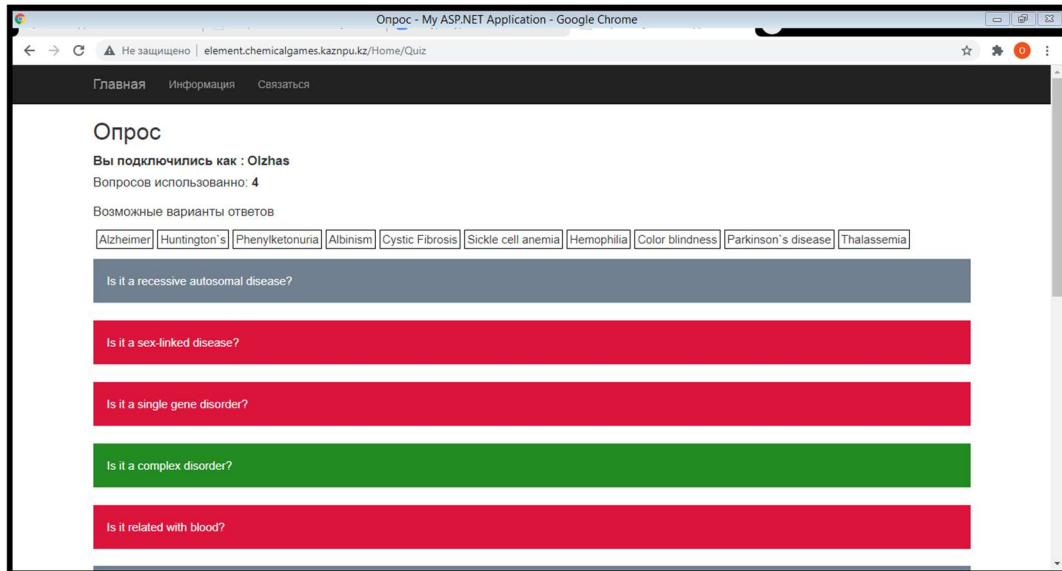 Опрос - My ASP.NET Application - Google Chrome
Не защищено | element.chemicalgames.kaznpu.kz/Home/Quiz
O
Главная Информация Связаться
Опрос
Вы подключились как : Olzhas
Вопросов использованно: 4
Возможные варианты ответов
Alzheimer Huntington`s Phenylketonuria Albinism Cystic Fibrosis Sickle cell anemia Hemophilia Color blindness Parkinson`s disease Thalassemia
Is it a recessive autosomal disease?
Is it a sex-linked disease?
Is it a single gene disorder?
Is it a complex disorder?
Is it related with blood?